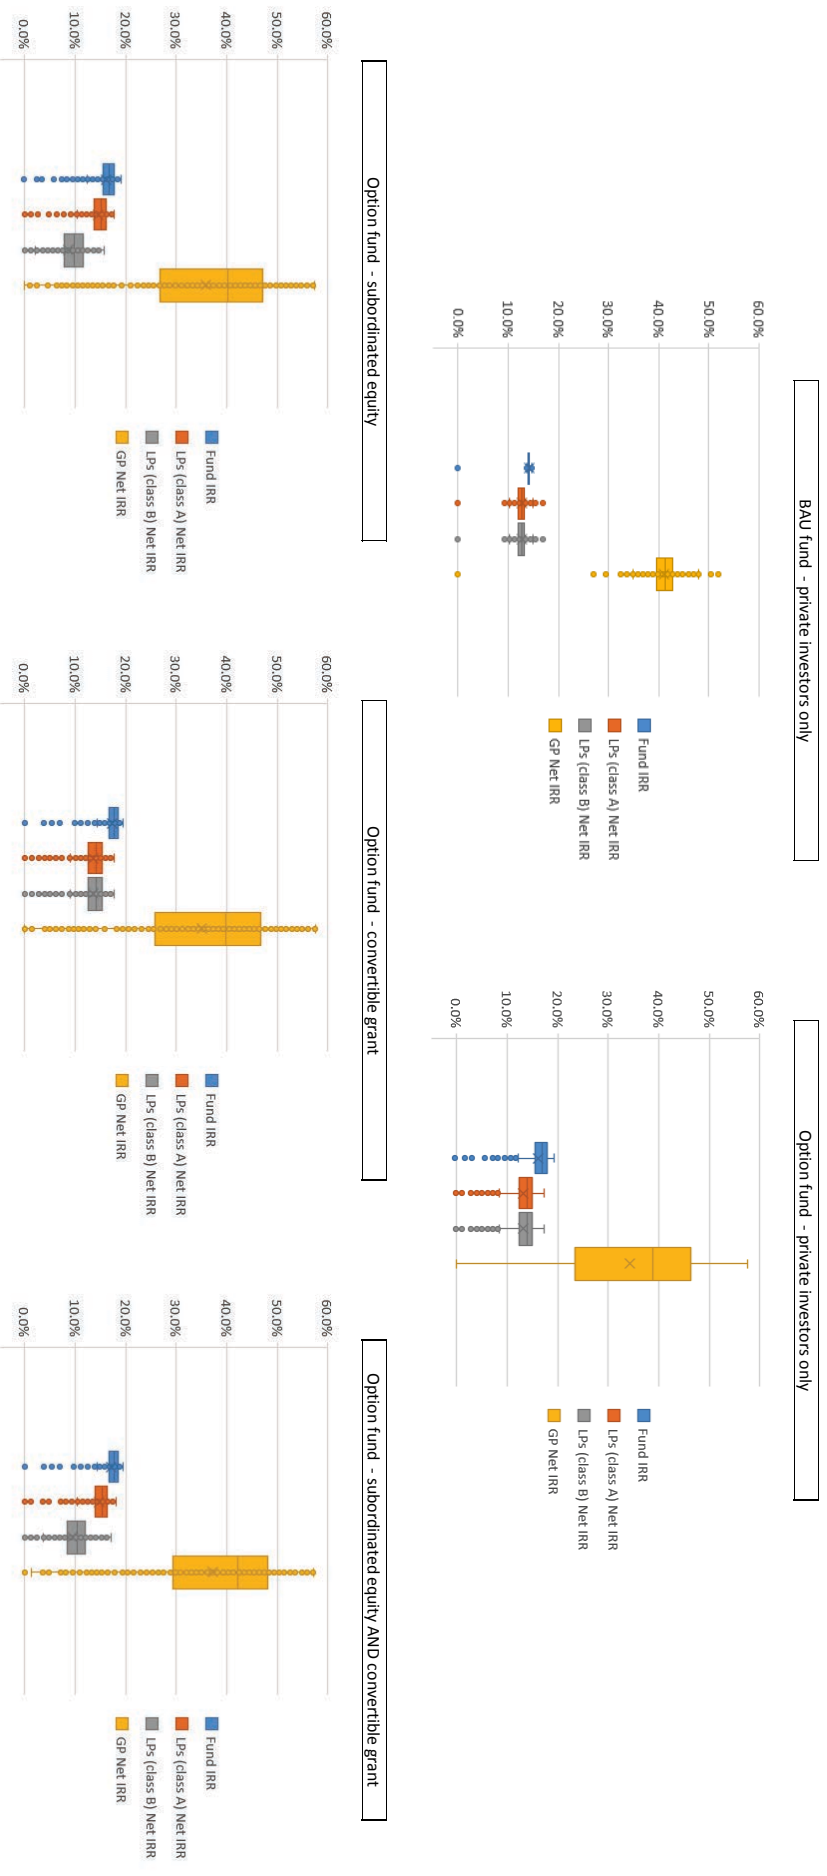 BAU fund - private investors only
60.0%
50.0%
40.0%
30.0%
20.0%
10.0%
0.0%
Fund IRR
LPs (class A) Net IRR
LPs (class B) Net IRR
GP Net IRR
Option fund - private investors only
60.0%
50.0%
40.0%
30.0%
20.0%
10.0%
0.0%
Fund IRR
LPs (class A) Net IRR
LPs (class B) Net IRR
GP Net IRR
Option fund - subordinated equity
60.0%
50.0%
40.0%
30.0%
20.0%
10.0%
0.0%
Fund IRR
LPs (class A) Net IRR
LPs (class B) Net IRR
GP Net IRR
Option fund - convertible grant
60.0%
50.0%
40.0%
30.0%
20.0%
10.0%
0.0%
Fund IRR
LPs (class A) Net IRR
LPs (class B) Net IRR
GP Net IRR
Option fund - subordinated equity AND convertible grant
60.0%
50.0%
40.0%
30.0%
20.0%
10.0%
0.0%
Fund IRR
LPs (class A) Net IRR
LPs (class B) Net IRR
GP Net IRR